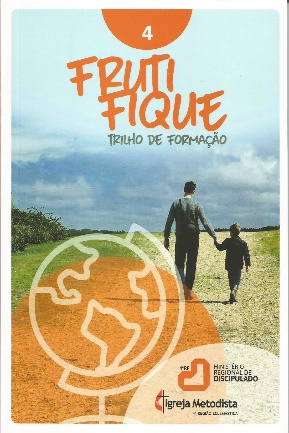 4
FRUTI
FIQUE
TRILHO DE FORMAÇÃO
MINISTÉRIO
REGIONAL DE
DISCIPULADO
Igreja Metodista